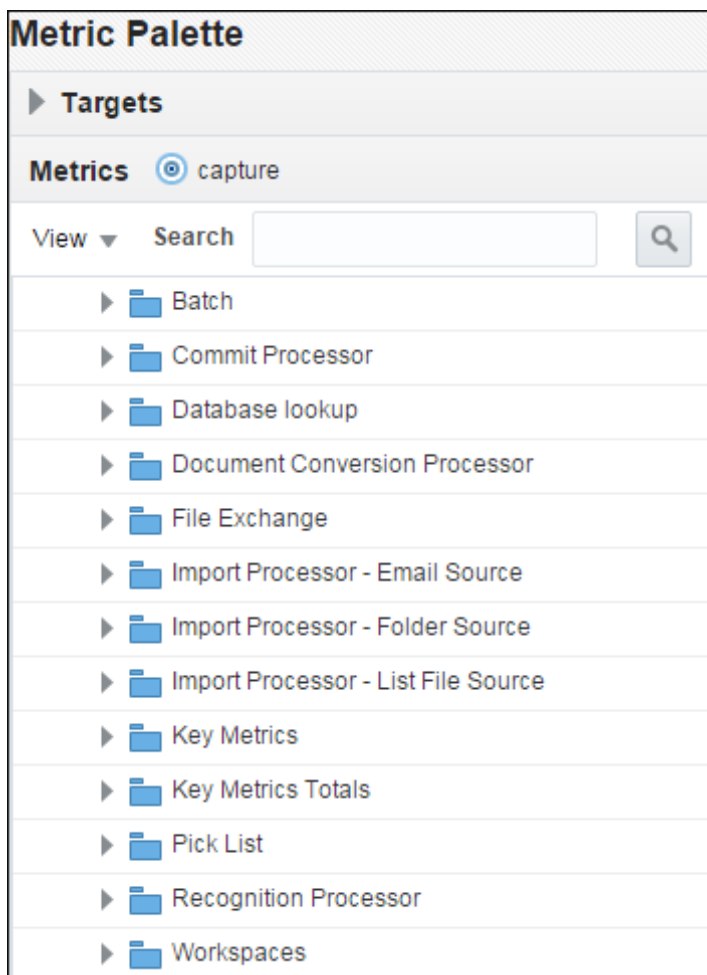 Metric Palette
Targets
Metrics capture
View Search
Batch
Commit Processor
Database lookup
Document Conversion Processor
File Exchange
Import Processor - Email Source
Import Processor - Folder Source
Import Processor - List File Source
Key Metrics
Key Metrics Totals
Pick List
Recognition Processor
Workspaces